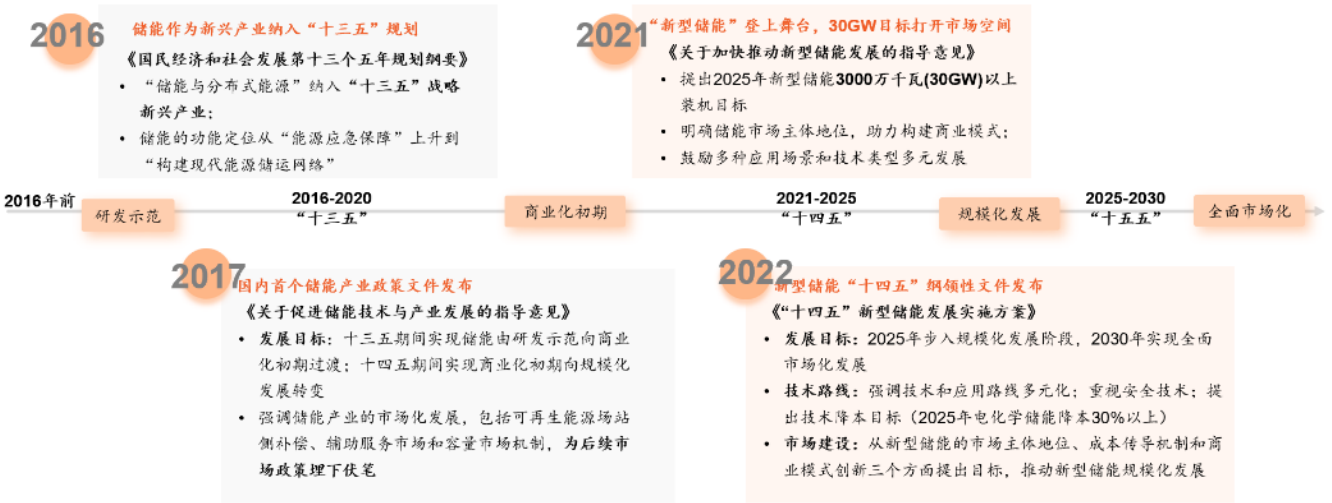 2016
储能作为新兴产业纳入“十三五”规划
《国民经济和社会发展第十三个五年规划纲要》
• “储能与分布式能源”纳入“十三五”战略
新兴产业；
• 储能的功能定位从“能源应急保障”上升到
“构建现代能源储运网络”
2021
“新型储能”登上舞台，30GW目标打开市场空间
《关于加快推动新型储能发展的指导意见》
• 提出2025年新型储能3000万千瓦(30GW)以上
装机目标
• 明确储能市场主体地位，助力构建商业模式；
• 鼓励多种应用场景和技术类型多元发展
2016年前
研发示范
2016-2020
“十三五”
商业化初期
2021-2025
“十四五”
规模化发展
2025-2030
“十五五”
全面市场化
2017
国内首个储能产业政策文件发布
《关于促进储能技术与产业发展的指导意见》
• 发展目标：十三五期间实现储能由研发示范向商业
化初期过渡；十四五期间实现商业化初期向规模化
发展转变
• 强调储能产业的市场化发展，包括可再生能源场站
侧补偿、辅助服务市场和容量市场机制，为后续市
场政策埋下伏笔
2022
新型储能“十四五”纲领性文件发布
《“十四五”新型储能发展实施方案》
• 发展目标：2025年步入规模化发展阶段，2030年实现全面
市场化发展
• 技术路线：强调技术和应用路线多元化；重视安全技术；提
出技术降本目标（2025年电化学储能降本30%以上）
• 市场建设：从新型储能的市场主体地位、成本传导机制和商
业模式创新三个方面提出目标，推动新型储能规模化发展